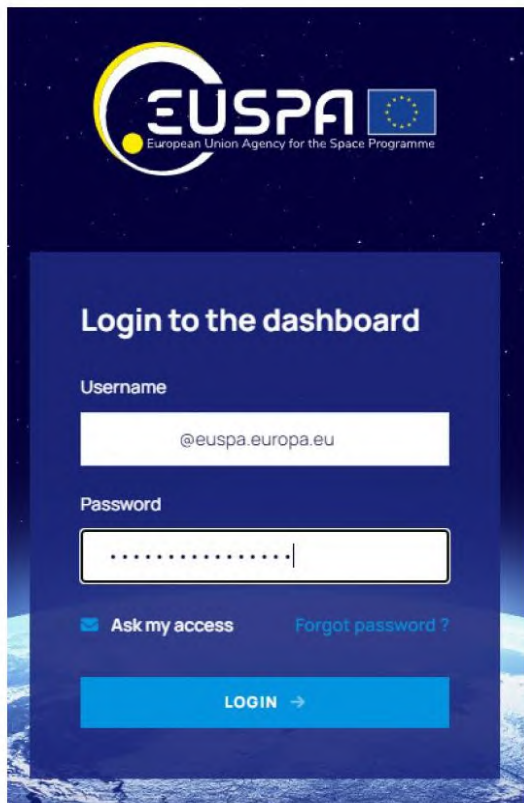 EUSPA
European Union Agency for the Space Programme
Login to the dashboard
Username
@euspa.europa.eu
Password
................
Ask my access Forgot password ?
LOGIN →